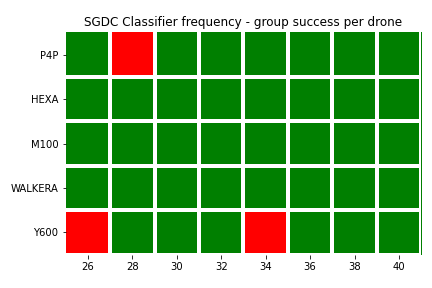 SGDC Classifier frequency - group success per drone
P4P
HEXA
M100
WALKERA
Y600
26 28 30 32 34 36 38 40